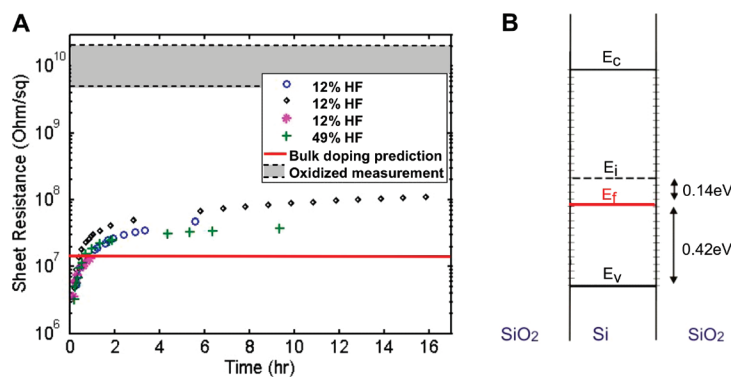 A
Sheet Resistance (Ohm/sq)
10^10
10^9
10^8
10^7
10^6
12% HF
12% HF
12% HF
49% HF
Bulk doping prediction
Oxidized measurement
0 2 4 6 8 10 12 14 16
Time (hr)
B
E_C
E_i
0.14eV
E_f
0.42eV
E_V
SiO₂ Si SiO₂